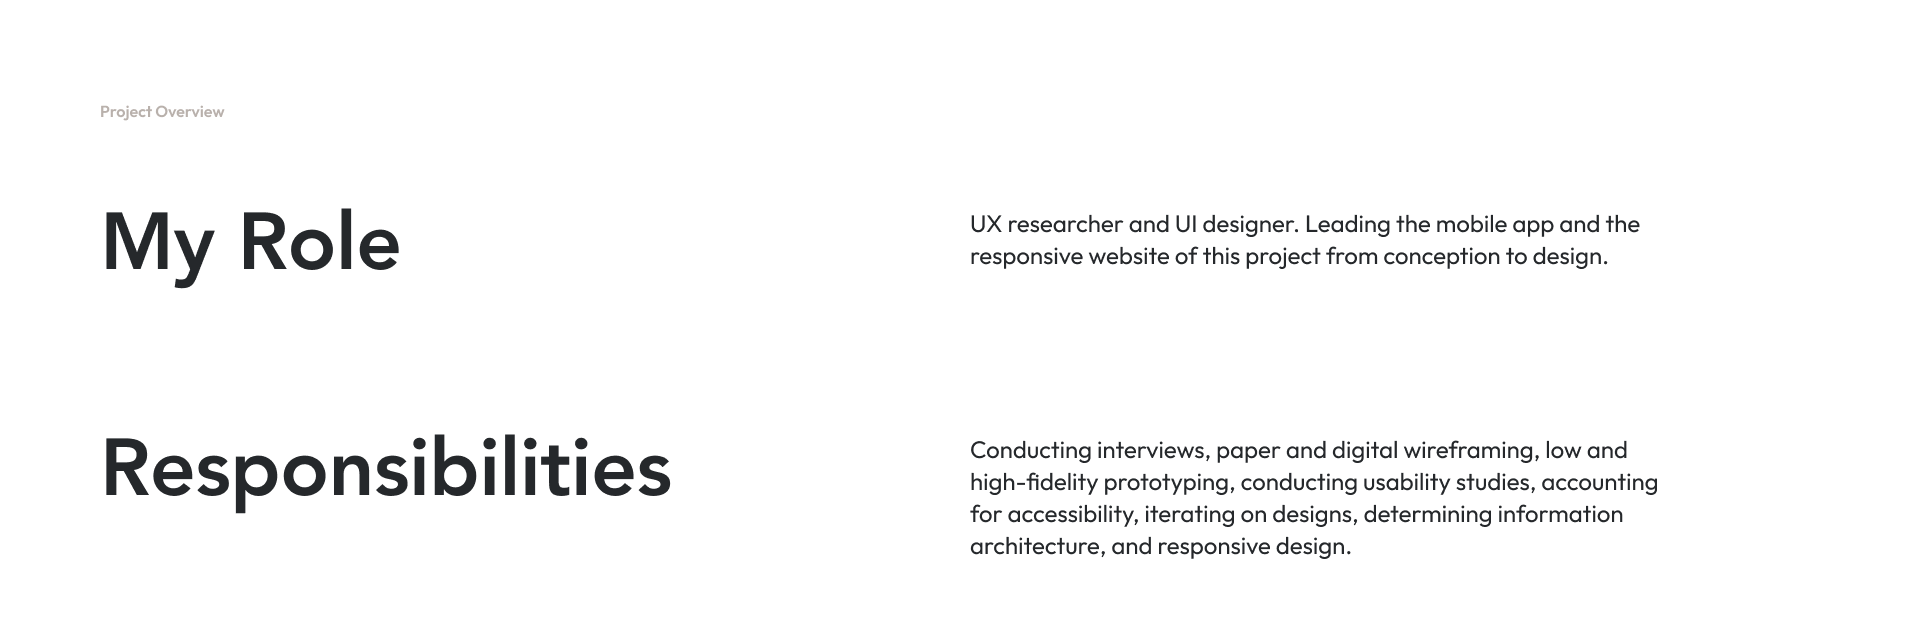 Project Overview
My Role
UX researcher and UI designer. Leading the mobile app and the
responsive website of this project from conception to design.
Responsibilities
Conducting interviews, paper and digital wireframing, low and
high-fidelity prototyping, conducting usability studies, accounting
for accessibility, iterating on designs, determining information
architecture, and responsive design.